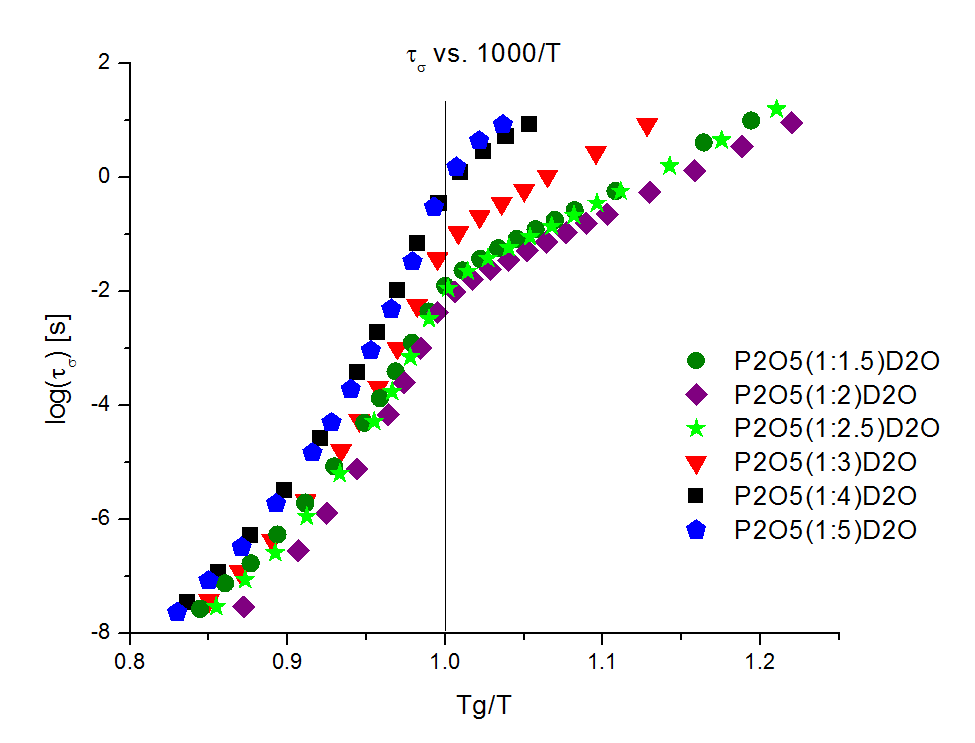 τσ vs. 1000/T
2
0
-2
-4
-6
-8
log(τσ) [s]
0.8
0.9
1.0
1.1
1.2
Tg/T
P2O5(1:1.5)D2O
P2O5(1:2)D2O
P2O5(1:2.5)D2O
P2O5(1:3)D2O
P2O5(1:4)D2O
P2O5(1:5)D2O